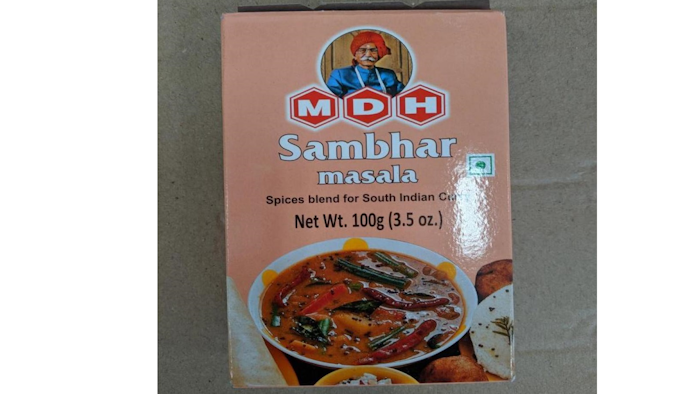 MDH
Sambhar
masala
Spices blend for South Indian
Net Wt. 100g (3.5 oz.)